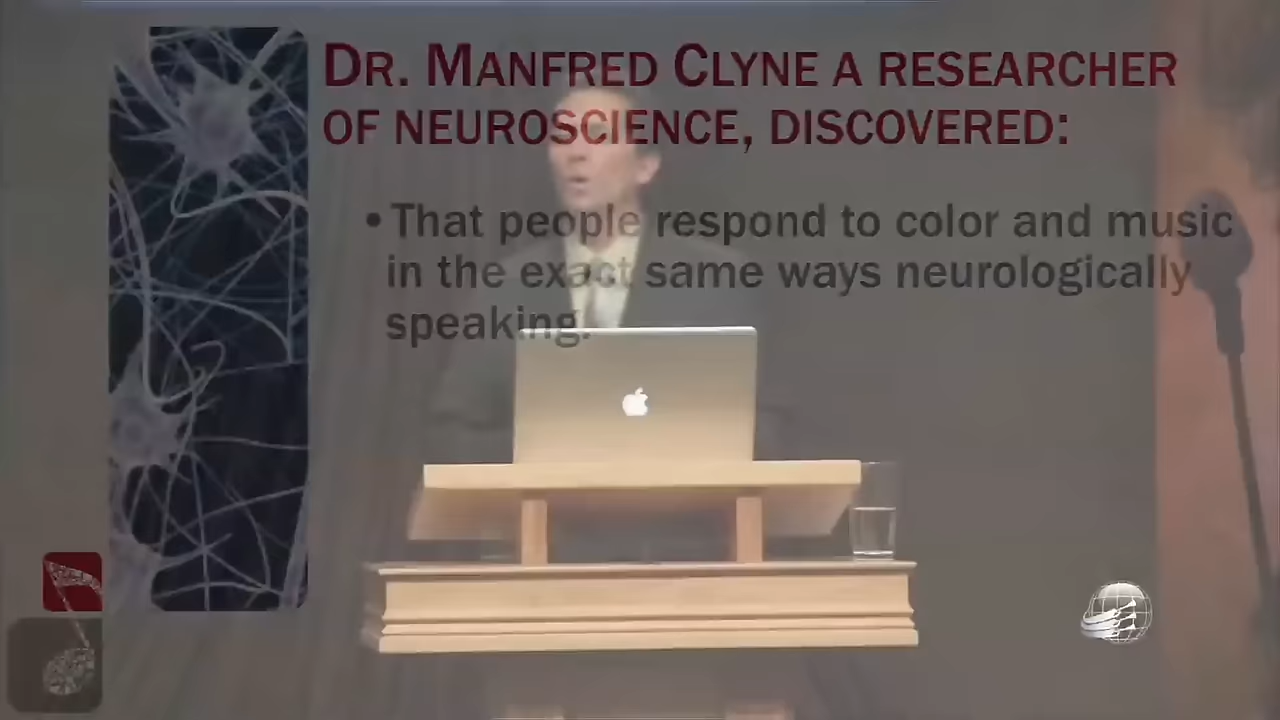 DR. MANFRED CLYNE A RESEARCHER
OF NEUROSCIENCE, DISCOVERED:
•That people respond to color and music
in the exact same ways neurologically
speaking.